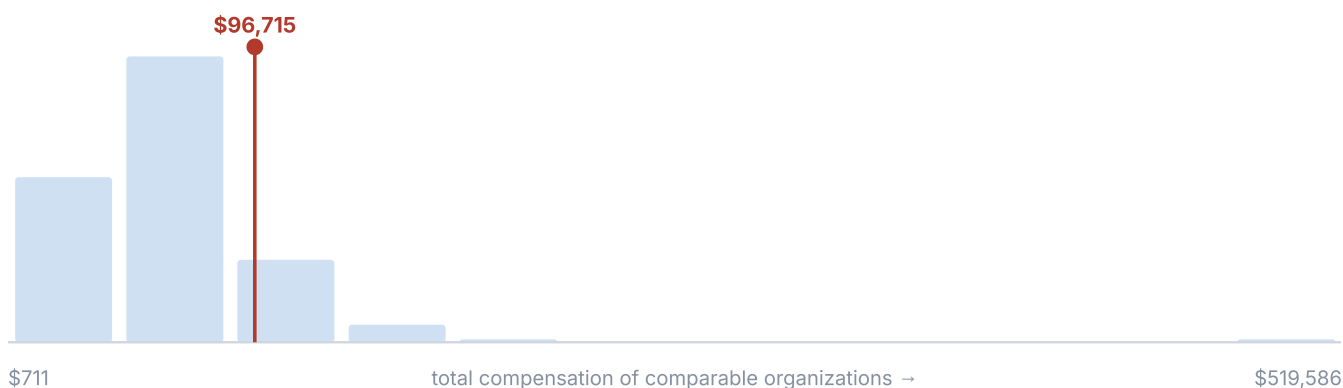 $96,715
$711
total compensation of comparable organizations →
$519,586